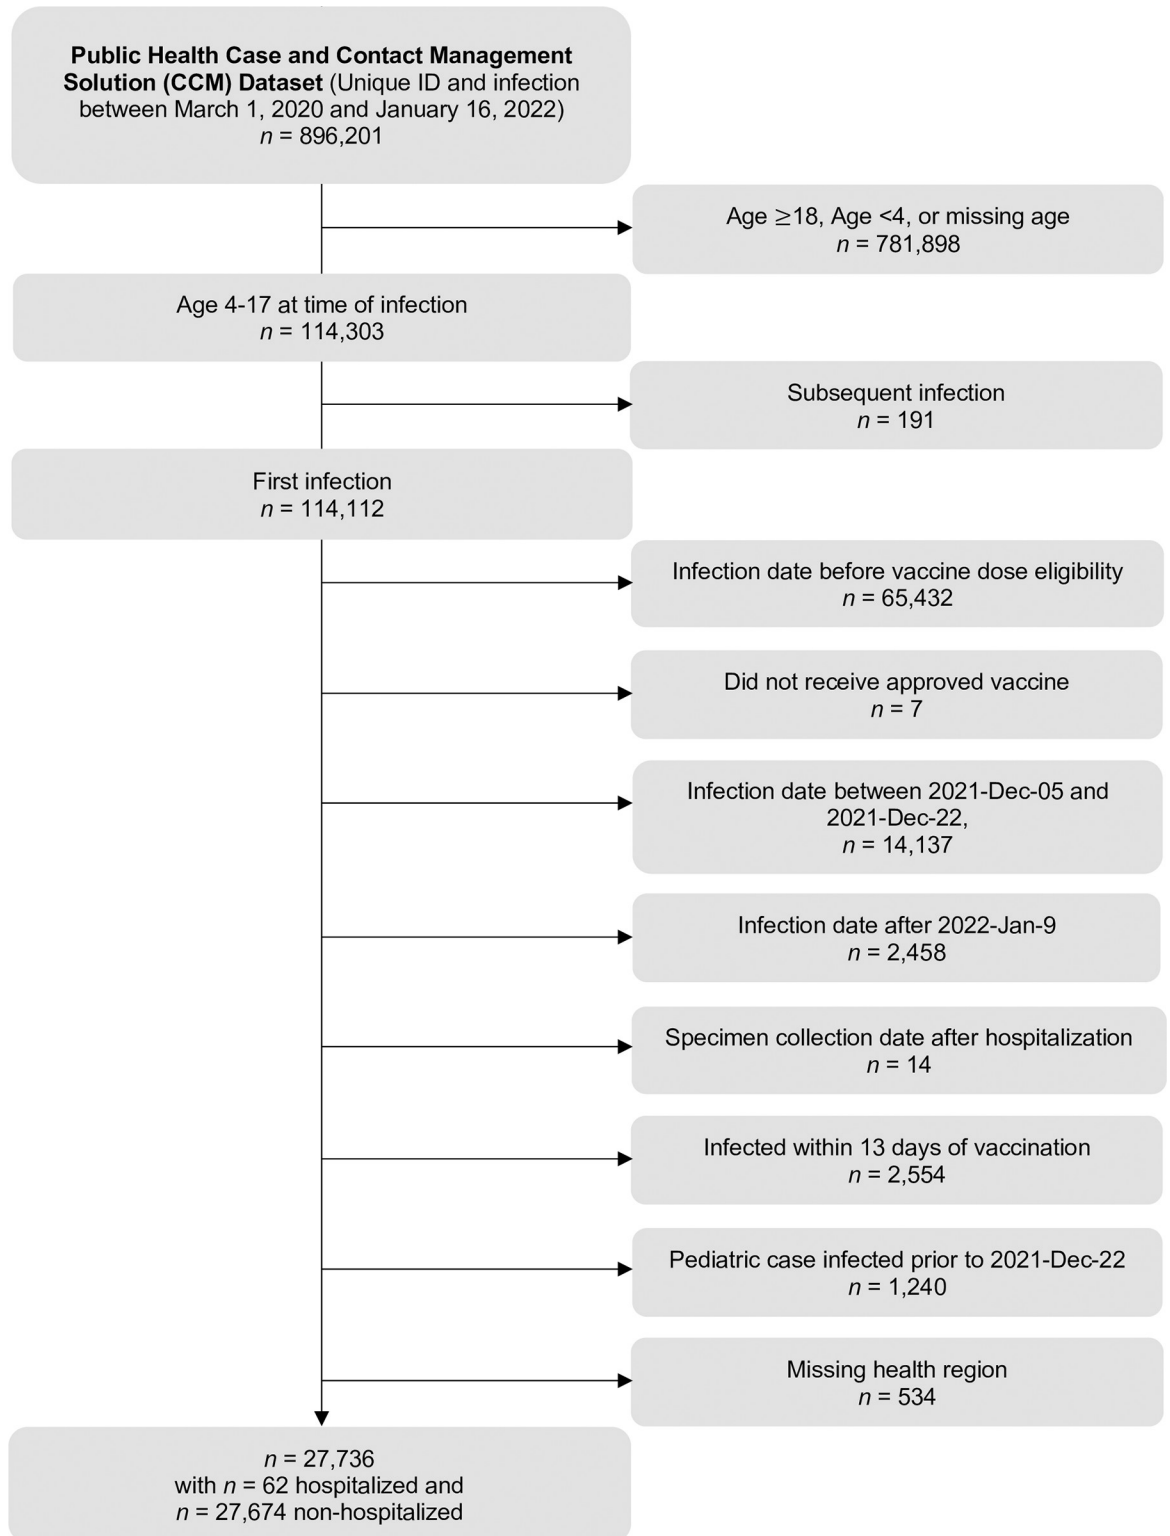 Public Health Case and Contact Management
Solution (CCM) Dataset (Unique ID and infection
between March 1, 2020 and January 16, 2022)
n = 896,201
Age ≥18, Age <4, or missing age
n = 781,898
Age 4-17 at time of infection
n = 114,303
Subsequent infection
n = 191
First infection
n = 114,112
Infection date before vaccine dose eligibility
n = 65,432
Did not receive approved vaccine
n = 7
Infection date between 2021-Dec-05 and
2021-Dec-22,
n = 14,137
Infection date after 2022-Jan-9
n = 2,458
Specimen collection date after hospitalization
n = 14
Infected within 13 days of vaccination
n = 2,554
Pediatric case infected prior to 2021-Dec-22
n = 1,240
Missing health region
n = 534
n = 27,736
with n = 62 hospitalized and
n = 27,674 non-hospitalized